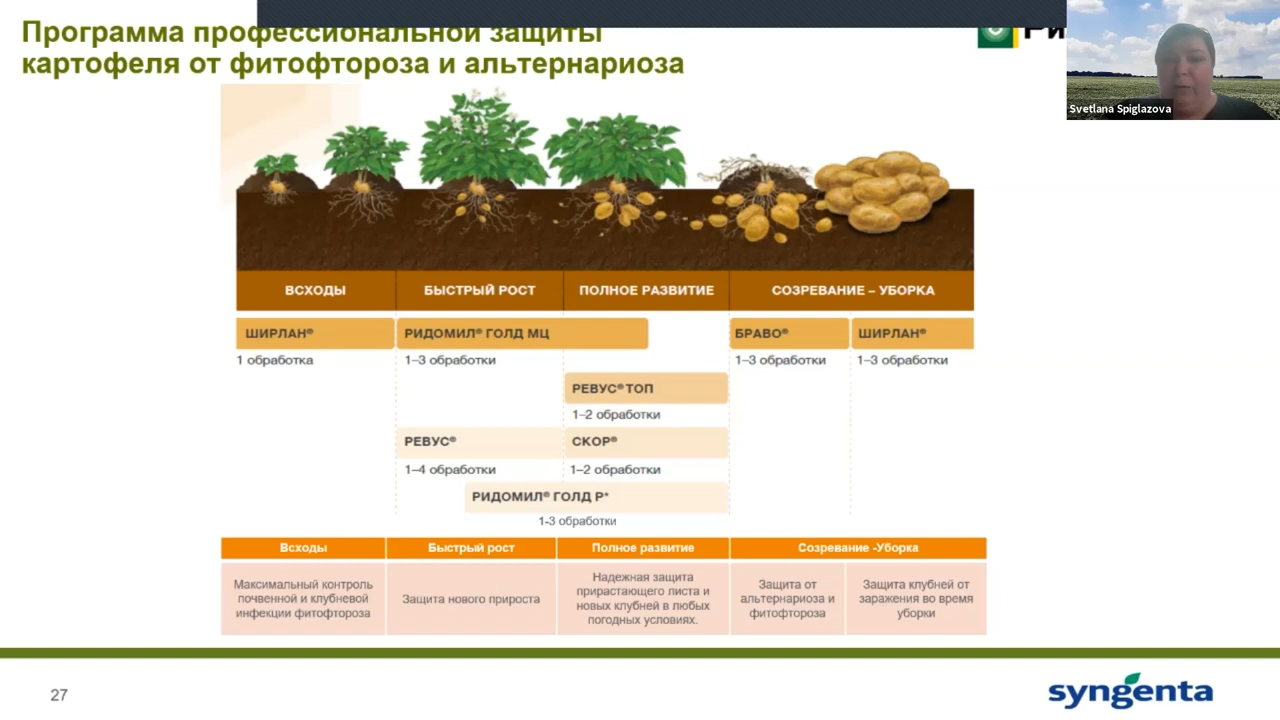 Программа профессиональной защиты
картофеля от фитофтороза и альтернариоза
Svetlana Spiglazova
ВСХОДЫ
БЫСТРЫЙ РОСТ
ПОЛНОЕ РАЗВИТИЕ
СОЗРЕВАНИЕ – УБОРКА
ШИРЛАН®
РИДОМИЛ® ГОЛД МЦ
БРАВО®
ШИРЛАН®
1 обработка
1–3 обработки
1–3 обработки
1–3 обработки
РЕВУС® ТОП
1–2 обработки
РЕВУС®
СКОР®
1–4 обработки
1–2 обработки
РИДОМИЛ® ГОЛД Р*
1-3 обработки
Всходы
Быстрый рост
Полное развитие
Созревание -Уборка
Максимальный контроль
почвенной и клубневой
инфекции фитофтороза
Защита нового прироста
Надежная защита
прирастающего листа и
новых клубней в любых
погодных условиях.
Защита от
альтернариоза и
фитофтороза
Защита клубней от
заражения во время
уборки
27
syngenta